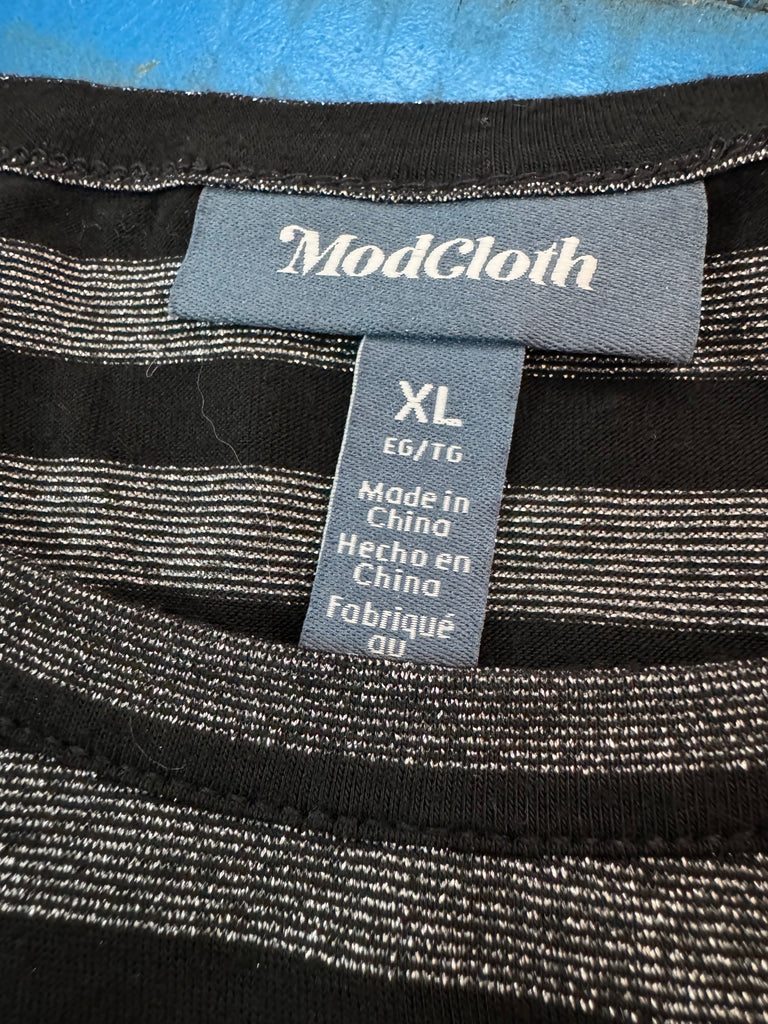 ModCloth
XL
EG/TG
Made in
China
Hecho en
China
Fabriqué
au